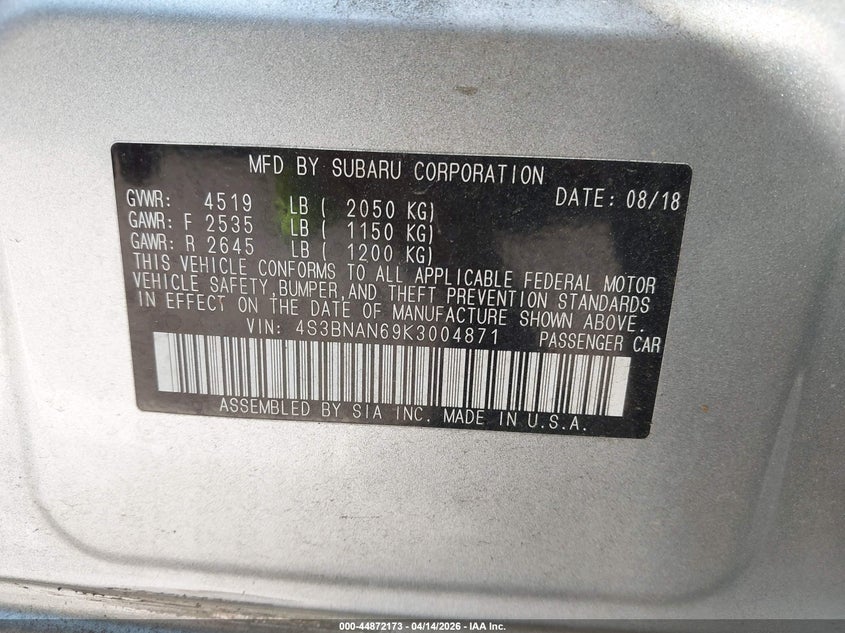 MFD BY SUBARU CORPORATION
GVWR: 4519 LB ( 2050 KG) DATE: 08/18
GAWR: F 2535 LB ( 1150 KG)
GAWR: R 2645 LB ( 1200 KG)
THIS VEHICLE CONFORMS TO ALL APPLICABLE FEDERAL MOTOR
VEHICLE SAFETY,BUMPER,AND THEFT PREVENTION STANDARDS
IN EFFECT ON THE DATE OF MANUFACTURE SHOWN ABOVE.
VIN: 4S3BNAN69K3004871 PASSENGER CAR
ASSEMBLED BY SIA INC. MADE IN U.S.A.
000-44872173 - 04/14/2026 - IAA Inc.